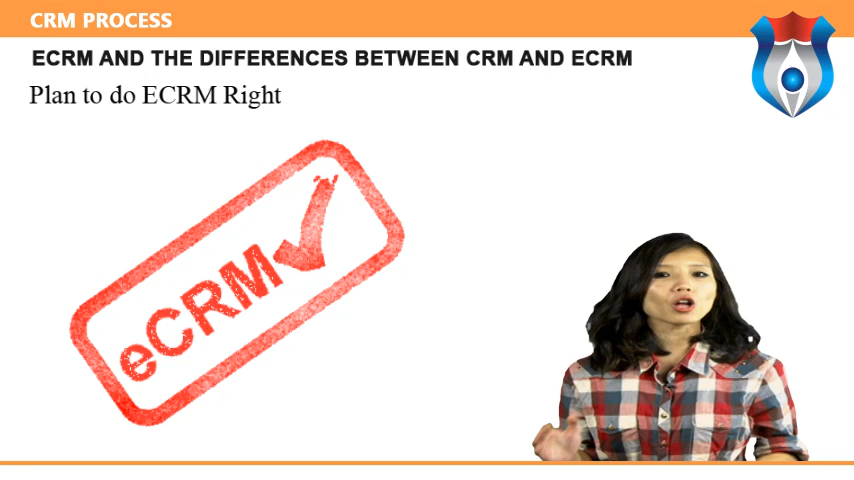 CRM PROCESS
ECRM AND THE DIFFERENCES BETWEEN CRM AND ECRM
Plan to do ECRM Right
eCRM